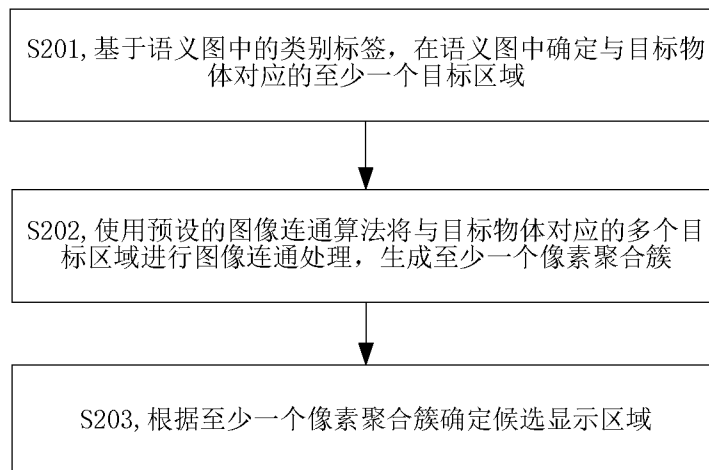 S201,基于语义图中的类别标签，在语义图中确定与目标物
体对应的至少一个目标区域
S202,使用预设的图像连通算法将与目标物体对应的多个目
标区域进行图像连通处理，生成至少一个像素聚合簇
S203,根据至少一个像素聚合簇确定候选显示区域